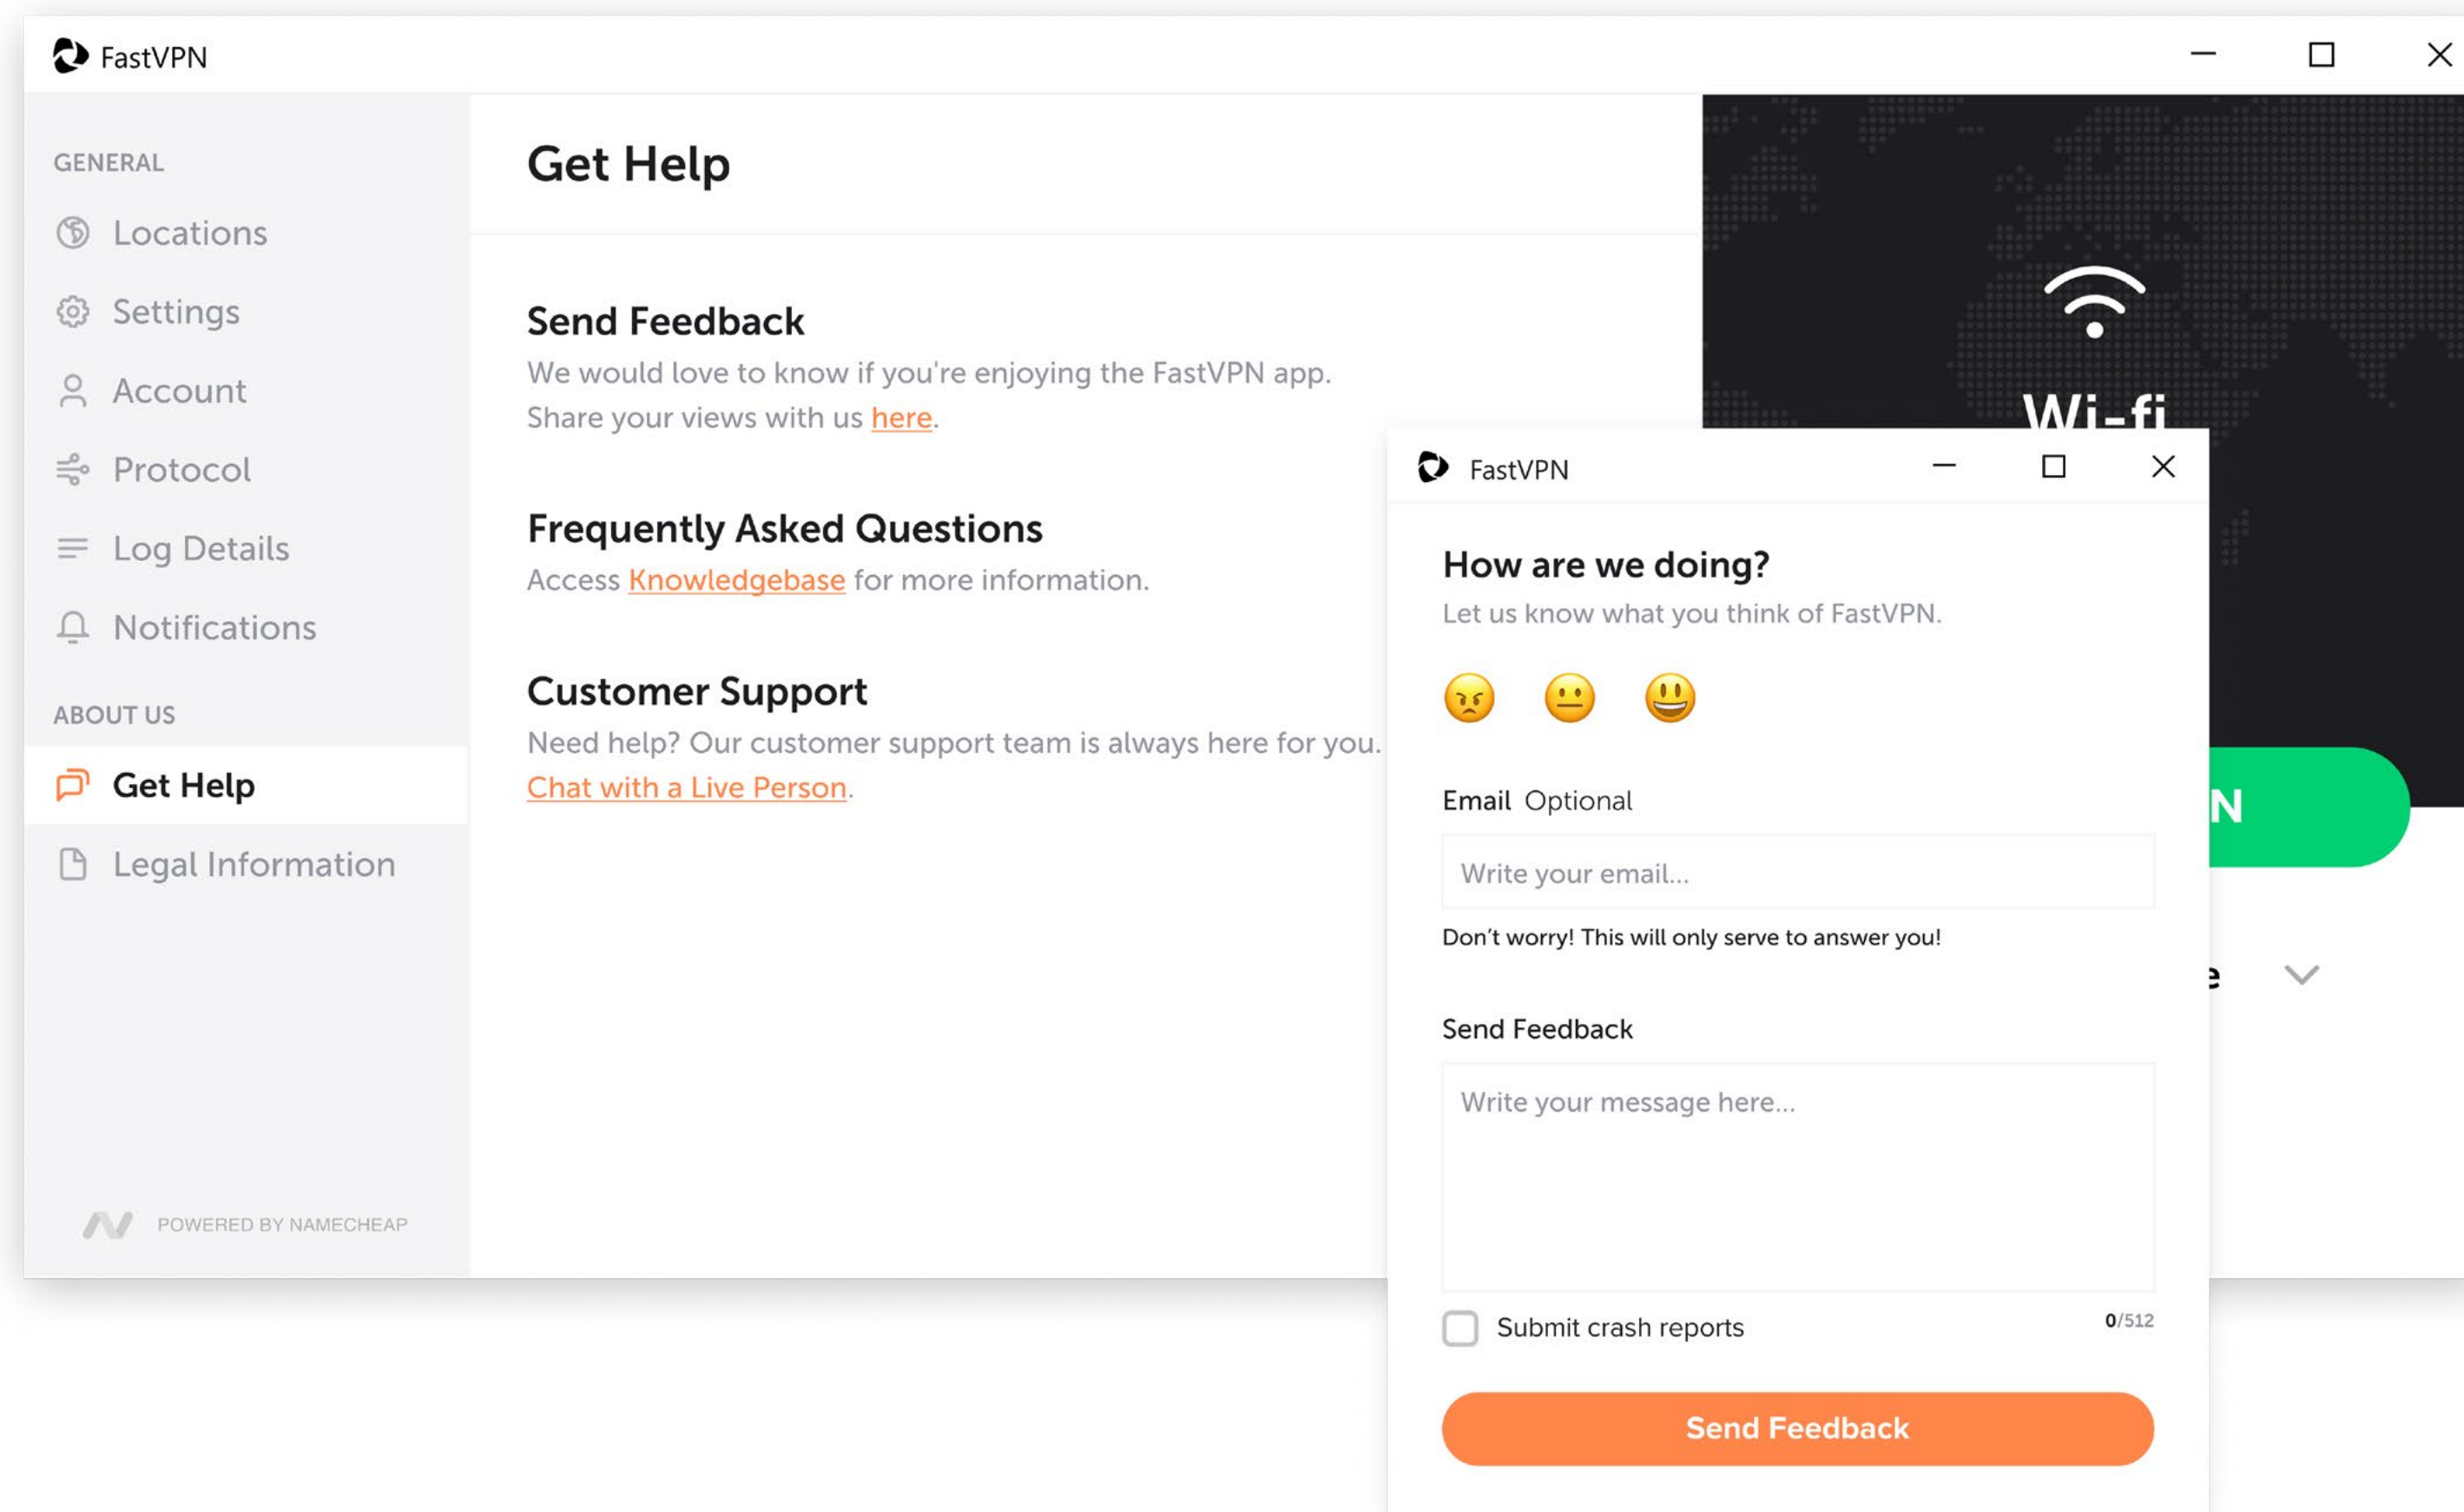 FastVPN
GENERAL
Locations
Settings
Account
Protocol
Log Details
Notifications
ABOUT US
Get Help
Legal Information
POWERED BY NAMECHEAP
Get Help
Send Feedback
We would love to know if you're enjoying the FastVPN app.
Share your views with us here.
Frequently Asked Questions
Access Knowledgebase for more information.
Customer Support
Need help? Our customer support team is always here for you.
Chat with a Live Person.
Wi-fi
N
e
FastVPN
How are we doing?
Let us know what you think of FastVPN.
Email Optional
Write your email...
Don't worry! This will only serve to answer you!
Send Feedback
Write your message here...
Submit crash reports
0/512
Send Feedback